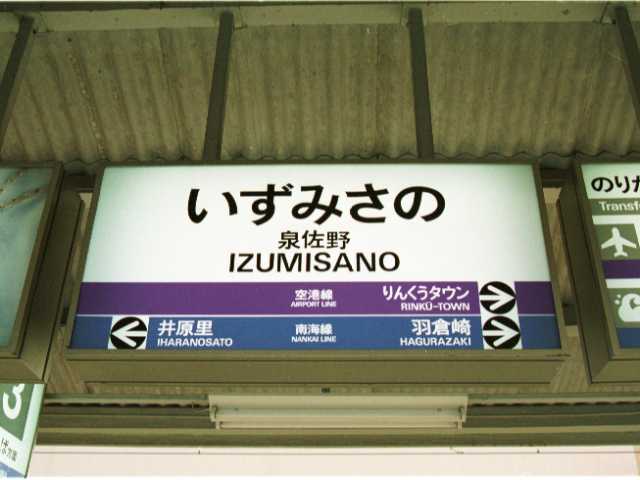 いずみさの
泉佐野
IZUMISANO
空港線
AIRPORT LINE
りんくうタウン
RINKŪ-TOWN
井原里
IHARANOSATO
南海線
NANKAI LINE
羽倉崎
HAGURAZAKI
のりか
Transf
3